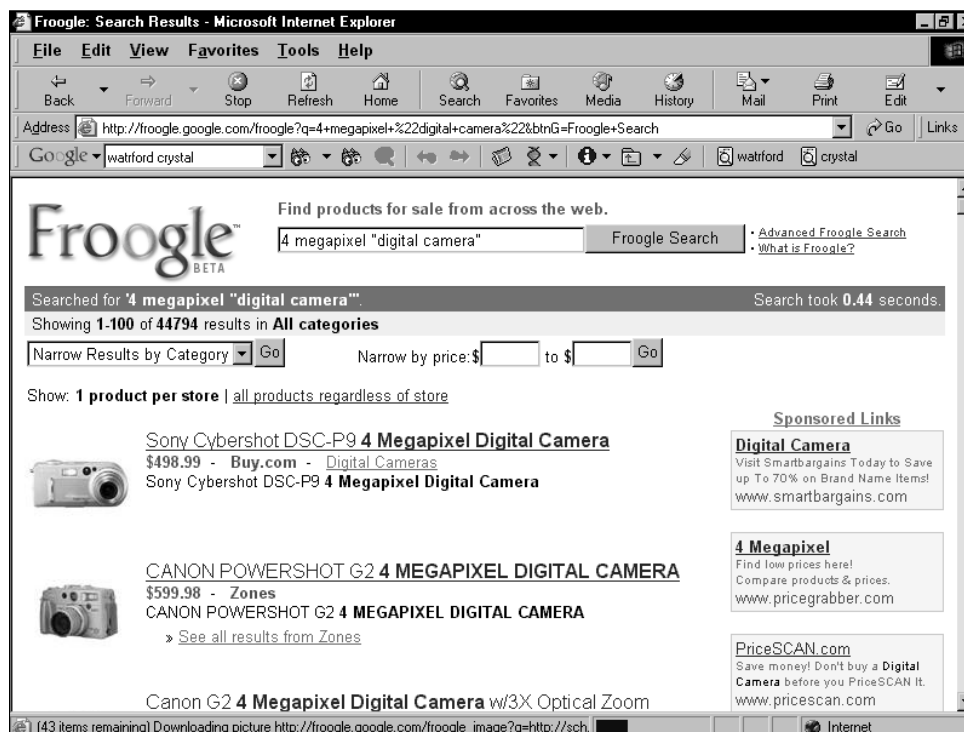 Froogle: Search Results - Microsoft Internet Explorer
File Edit View Favorites Tools Help
Back Forward Stop Refresh Home Search Favorites Media History Mail Print Edit
Address http://froogle.google.com/froogle?q=4+megapixel+%22digital+camera%22&btnG=Froogle+Search Go Links
Google watrford crystal watrford crystal
Froogle™ BETA
Find products for sale from across the web.
4 megapixel "digital camera" Froogle Search
• Advanced Froogle Search
• What is Froogle?
Searched for '4 megapixel "digital camera"'. Search took 0.44 seconds.
Showing 1-100 of 44794 results in All categories
Narrow Results by Category Go Narrow by price:$ to $ Go
Show: 1 product per store | all products regardless of store
Sony Cybershot DSC-P9 4 Megapixel Digital Camera
$498.99 - Buy.com - Digital Cameras
Sony Cybershot DSC-P9 4 Megapixel Digital Camera
CANON POWERSHOT G2 4 MEGAPIXEL DIGITAL CAMERA
$599.98 - Zones
CANON POWERSHOT G2 4 MEGAPIXEL DIGITAL CAMERA
» See all results from Zones
Canon G2 4 Megapixel Digital Camera w/3X Optical Zoom
Sponsored Links
Digital Camera
Visit Smartbargains Today to Save
up To 70% on Brand Name Items!
www.smartbargains.com
4 Megapixel
Find low prices here!
Compare products & prices.
www.pricegrabber.com
PriceSCAN.com
Save money! Don't buy a Digital
Camera before you PriceSCAN It.
www.pricescan.com
(43 items remaining) Downloading picture http://froogle.google.com/froogle_image?q=http://sch. Internet